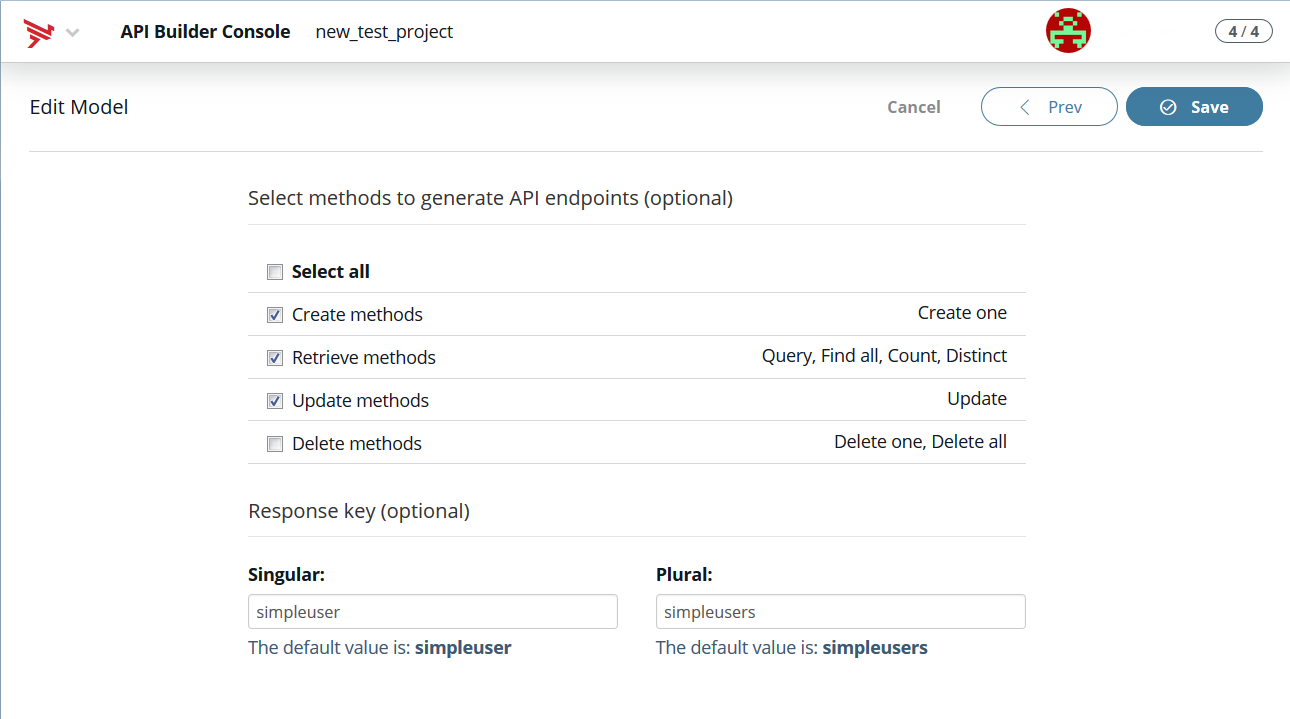 API Builder Console new_test_project 4 / 4
Edit Model Cancel Prev Save
Select methods to generate API endpoints (optional)
Select all
Create methods Create one
Retrieve methods Query, Find all, Count, Distinct
Update methods Update
Delete methods Delete one, Delete all
Response key (optional)
Singular: Plural:
simpleuser simpleusers
The default value is: simpleuser The default value is: simpleusers